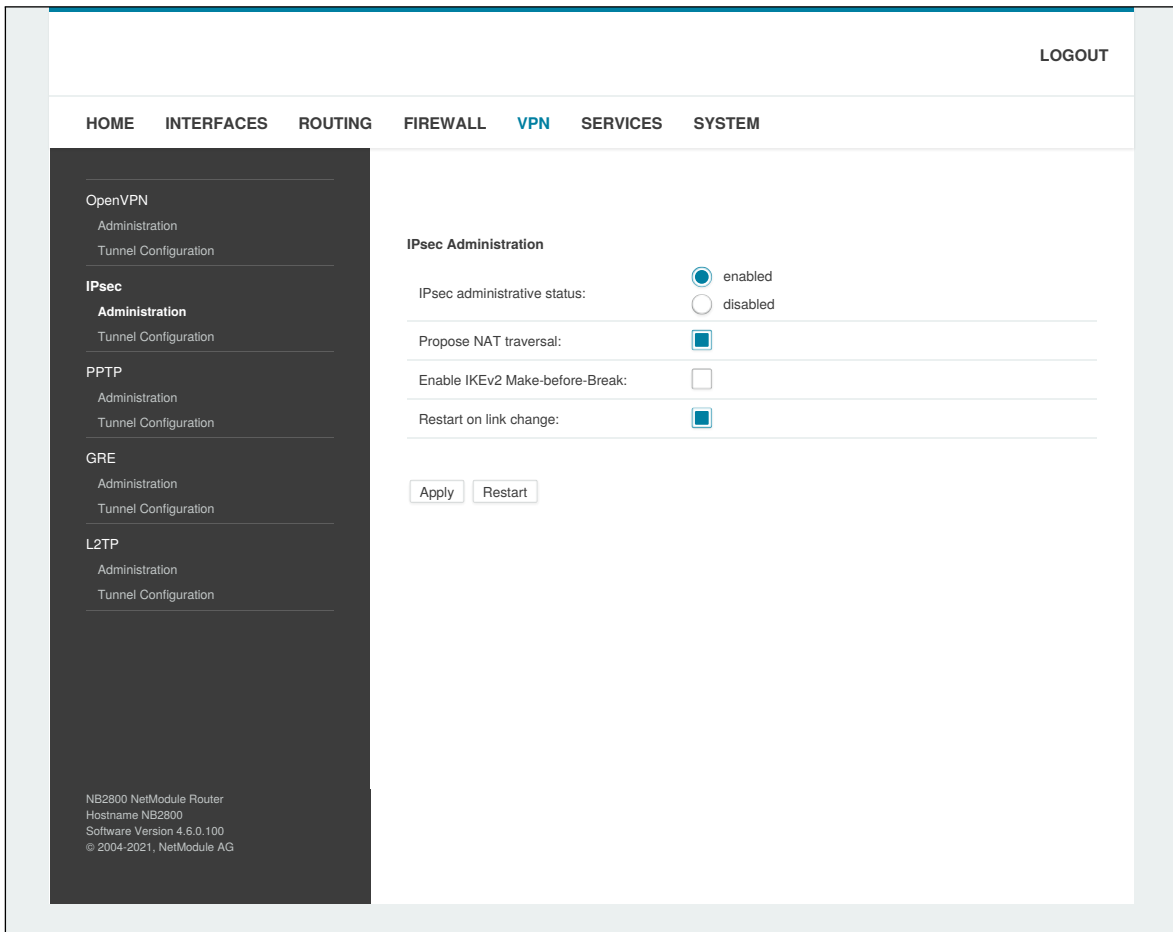 LOGOUT
HOME INTERFACES ROUTING FIREWALL VPN SERVICES SYSTEM
OpenVPN
Administration
Tunnel Configuration
IPsec
Administration
Tunnel Configuration
PPTP
Administration
Tunnel Configuration
GRE
Administration
Tunnel Configuration
L2TP
Administration
Tunnel Configuration
NB2800 NetModule Router
Hostname NB2800
Software Version 4.6.0.100
© 2004-2021, NetModule AG
IPsec Administration
IPsec administrative status:
enabled
disabled
Propose NAT traversal:
Enable IKEv2 Make-before-Break:
Restart on link change:
Apply Restart